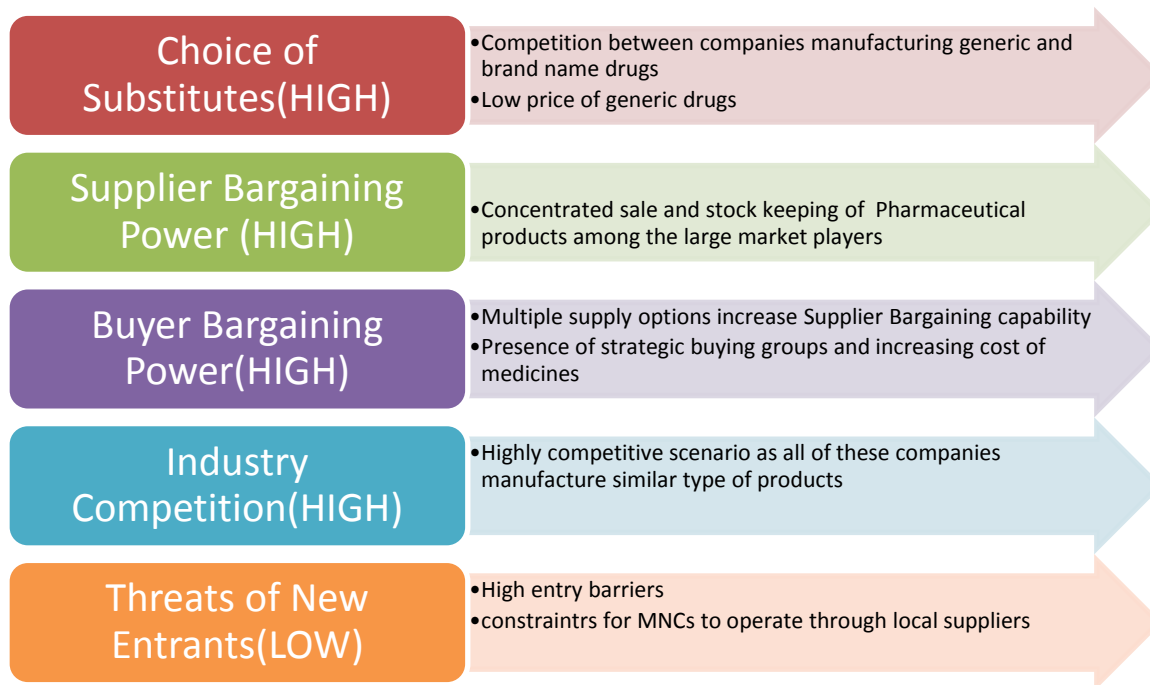 Choice of
Substitutes(HIGH)
•Competition between companies manufacturing generic and
brand name drugs
•Low price of generic drugs
Supplier Bargaining
Power (HIGH)
•Concentrated sale and stock keeping of Pharmaceutical
products among the large market players
Buyer Bargaining
Power(HIGH)
•Multiple supply options increase Supplier Bargaining capability
•Presence of strategic buying groups and increasing cost of
medicines
Industry
Competition(HIGH)
•Highly competitive scenario as all of these companies
manufacture similar type of products
Threats of New
Entrants(LOW)
•High entry barriers
•constraintrs for MNCs to operate through local suppliers